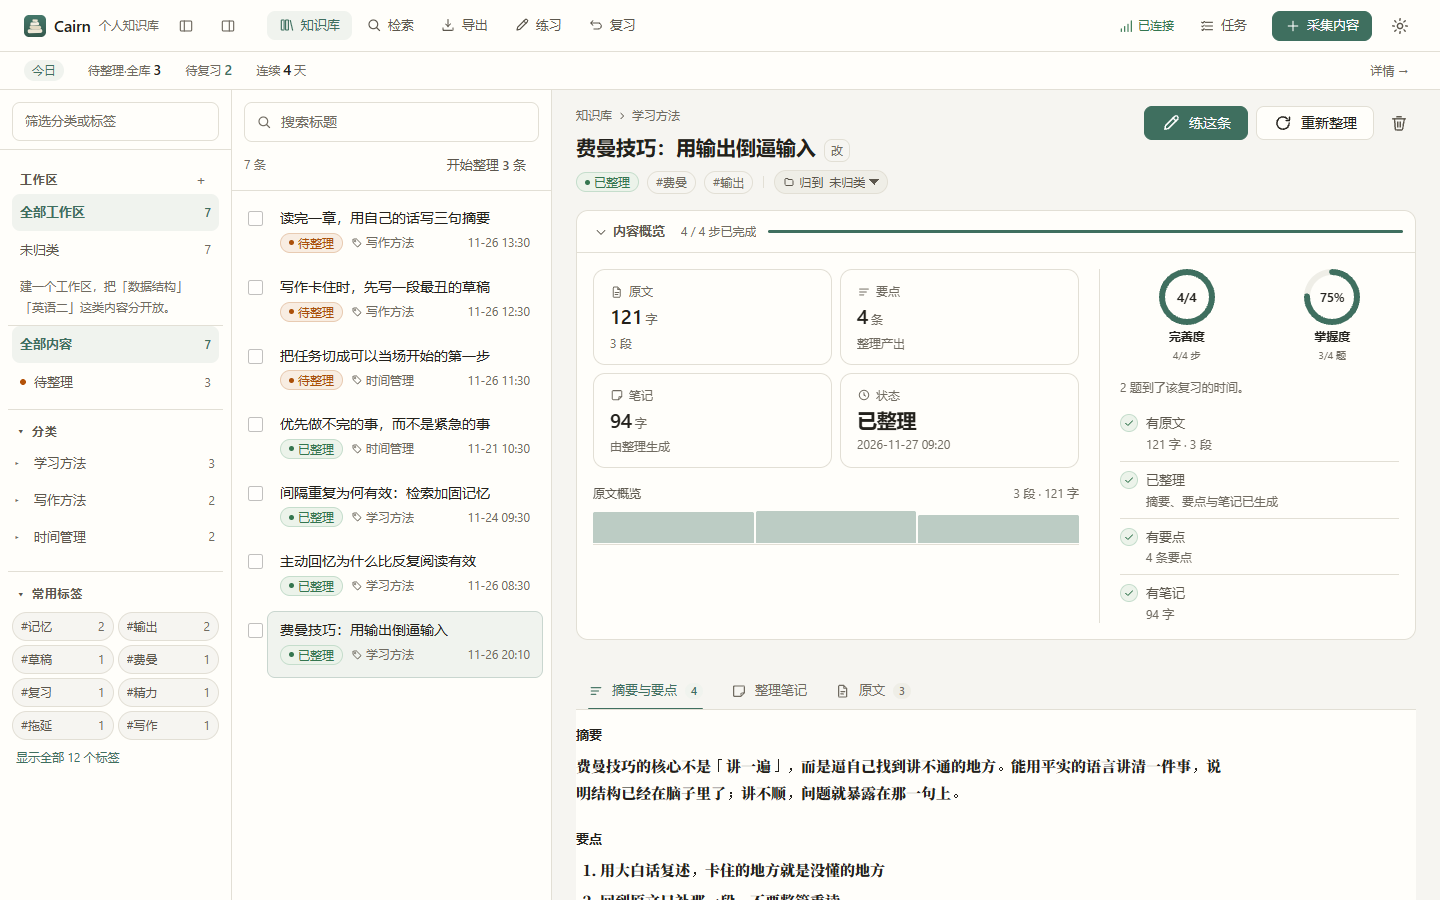 Cairn 个人知识库
知识库
检索
导出
练习
复习
已连接
任务
采集内容
今日
待整理·全库 3
待复习 2
连续 4 天
详情 →
筛选分类或标签
工作区 +
全部工作区 7
未归类 7
建一个工作区，把「数据结构」
「英语二」这类内容分开放。
全部内容 7
待整理 3
分类
学习方法 3
写作方法 2
时间管理 2
常用标签
#记忆 2
#输出 2
#草稿 1
#费曼 1
#复习 1
#精力 1
#拖延 1
#写作 1
显示全部 12 个标签
搜索标题
7 条
开始整理 3 条
读完一章，用自己的话写三句摘要
待整理 写作方法 11-26 13:30
写作卡住时，先写一段最丑的草稿
待整理 写作方法 11-26 12:30
把任务切成可以当场开始的第一步
待整理 时间管理 11-26 11:30
优先做不完的事，而不是紧急的事
已整理 时间管理 11-21 10:30
间隔重复为何有效：检索加固记忆
已整理 学习方法 11-24 09:30
主动回忆为什么比反复阅读有效
已整理 学习方法 11-26 08:30
费曼技巧：用输出倒逼输入
已整理 学习方法 11-26 20:10
知识库 › 学习方法
练这条
重新整理
费曼技巧：用输出倒逼输入 改
已整理 #费曼 #输出 归到 未归类
内容概览 4 / 4 步已完成
原文
121 字
3 段
要点
4 条
整理产出
笔记
94 字
由整理生成
状态
已整理
2026-11-27 09:20
原文概览 3 段 · 121 字
4/4
完善度
4/4 步
75%
掌握度
3/4 题
2 题到了该复习的时间。
有原文
121 字 · 3 段
已整理
摘要、要点与笔记已生成
有要点
4 条要点
有笔记
94 字
摘要与要点 4
整理笔记
原文 3
摘要
费曼技巧的核心不是「讲一遍」，而是逼自己找到讲不通的地方。能用平实的语言讲清一件事，说
明结构已经在脑子里了；讲不顺，问题就暴露在那一句上。
要点
1. 用大白话复述，卡住的地方就是没懂的地方
2. 回到原文只补那一段，不要整篇重读